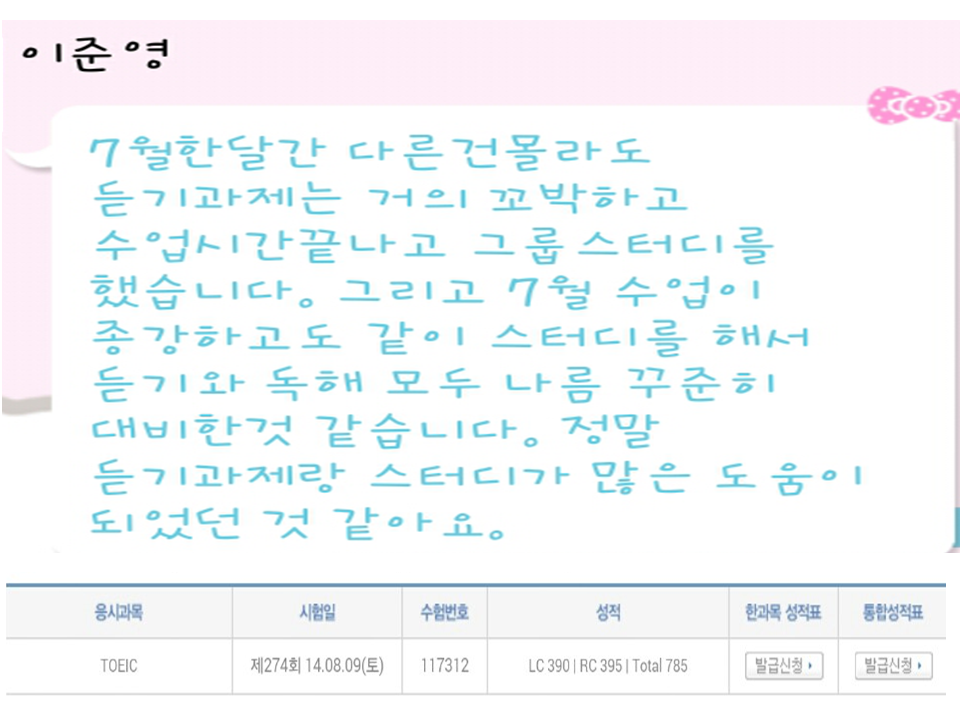 이준영
7월한달간 다른건몰라도
듣기과제는 거의 꼬박하고
수업시간끝나고 그룹스터디를
했습니다. 그리고 7월 수업이
종강하고도 같이 스터디를 해서
듣기와 독해 모두 나름 꾸준히
대비한것 같습니다. 정말
듣기과제랑 스터디가 많은 도움이
되었던 것 같아요.
응시과목 시험일 수험번호 성적 한과목 성적표 통합성적표
TOEIC 제274회 14.08.09(토) 117312 LC 390 | RC 395 | Total 785 발급신청 발급신청